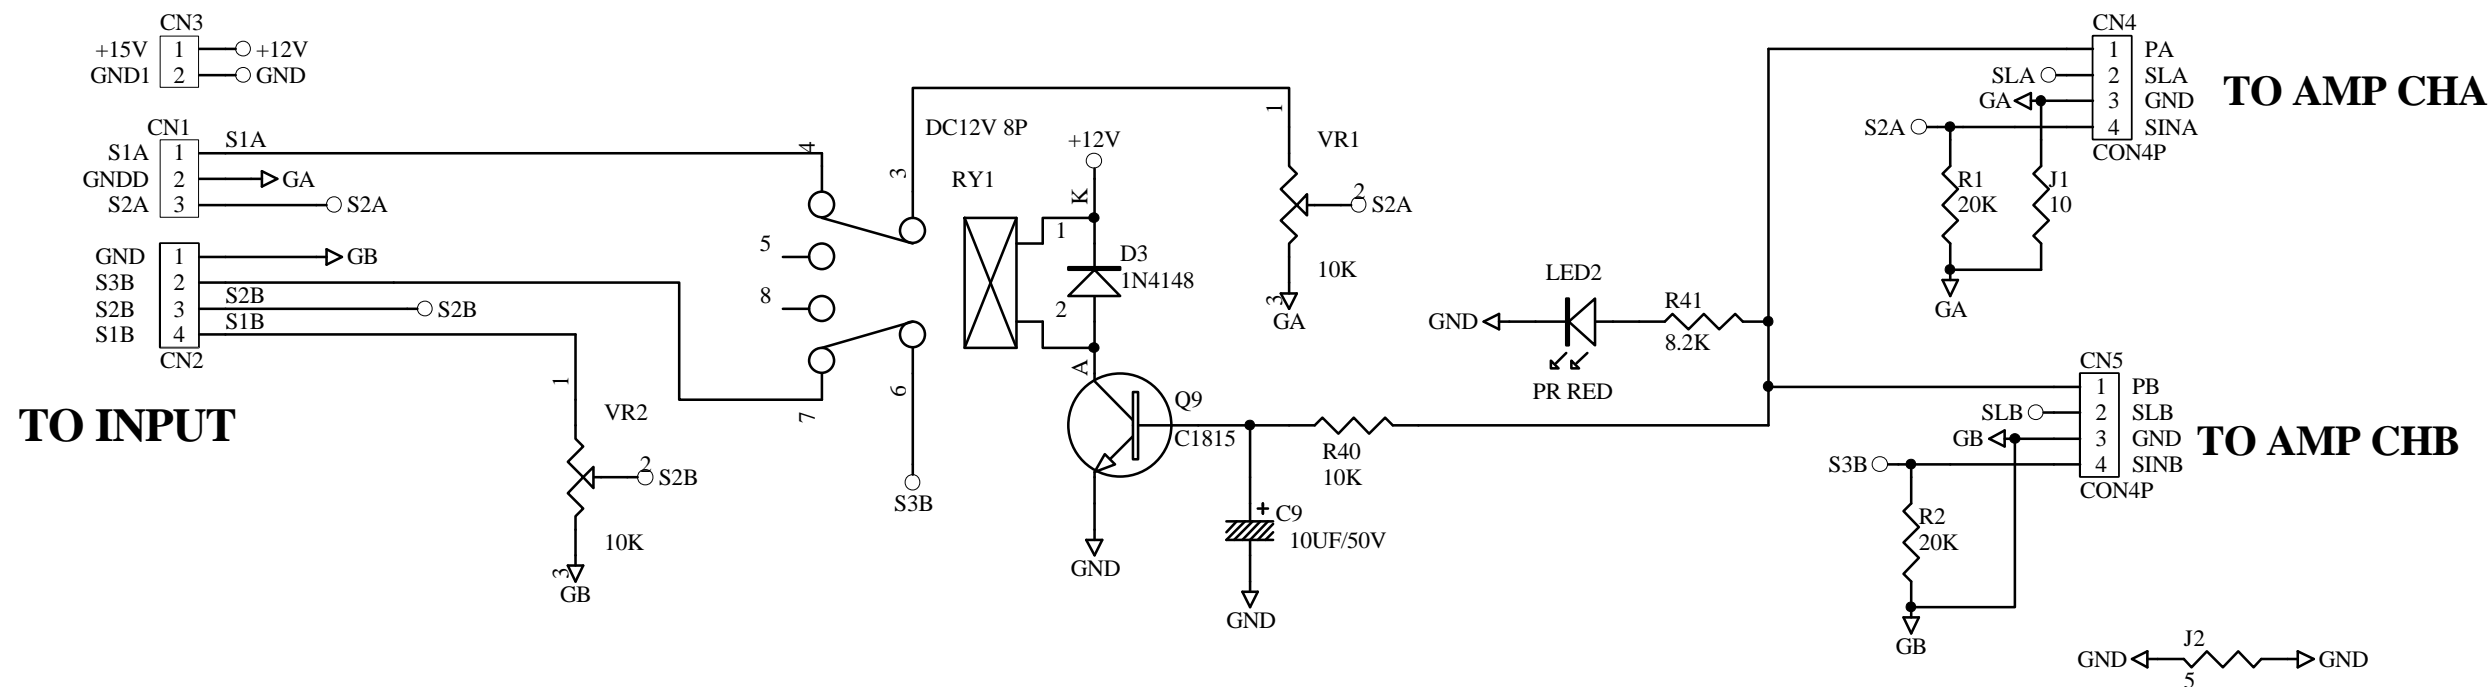 CN3
+15V 1 +12V
GND1 2 GND
CN1
S1A 1 S1A
GNDD 2 GA
S2A 3 S2A
GND 1 GB
S3B 2
S2B 3 S2B S2B
S1B 4 S1B
CN2
TO INPUT
1
VR2
2 S2B
10K
3
GB
4
3
5
8
7
6
S3B
DC12V 8P
RY1
+12V
K
1
2
A
D3
1N4148
Q9
C1815
GND
1
VR1
2 S2A
10K
3
GA
R40
10K
+ C9
10UF/50V
GND
LED2
GND
PR RED
R41
8.2K
CN4
1 PA
SLA 2 SLA
GA 3 GND
S2A 4 SINA
CON4P
TO AMP CHA
R1
20K
J1
10
GA
CN5
1 PB
SLB 2 SLB
GB 3 GND
S3B 4 SINB
CON4P
TO AMP CHB
R2
20K
GB
J2
GND GND
5